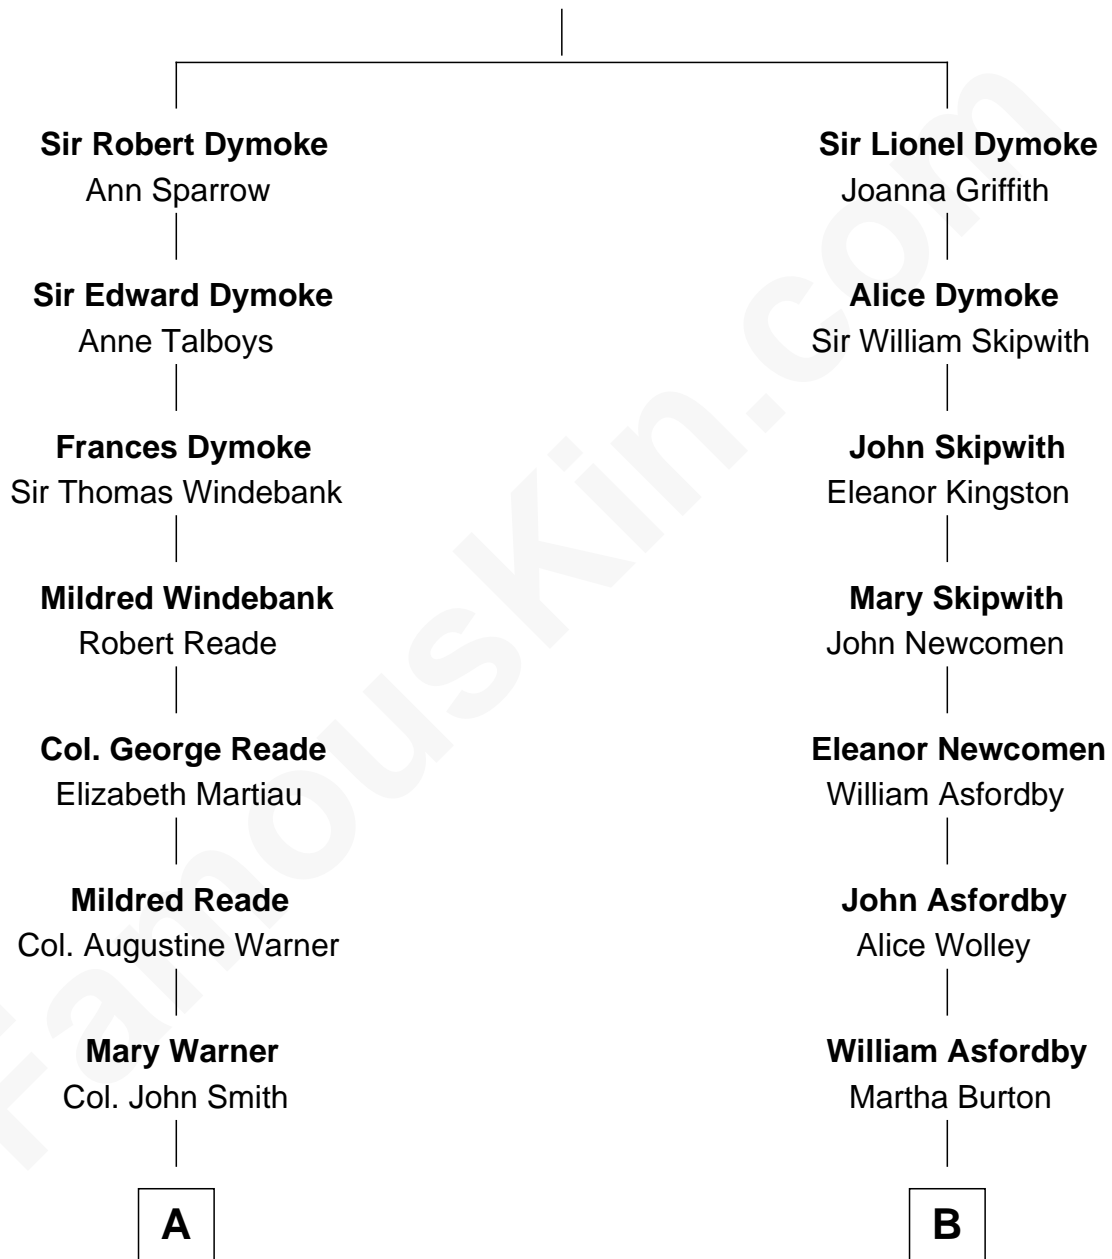 Sir Robert Dymoke
Ann Sparrow
Sir Edward Dymoke
Anne Talboys
Frances Dymoke
Sir Thomas Windebank
Mildred Windebank
Robert Reade
Col. George Reade
Elizabeth Martiau
Mildred Reade
Col. Augustine Warner
Mary Warner
Col. John Smith
A
Sir Lionel Dymoke
Joanna Griffith
Alice Dymoke
Sir William Skipwith
John Skipwith
Eleanor Kingston
Mary Skipwith
John Newcomen
Eleanor Newcomen
William Asfordby
John Asfordby
Alice Wolley
William Asfordby
Martha Burton
B
FamousKin.com